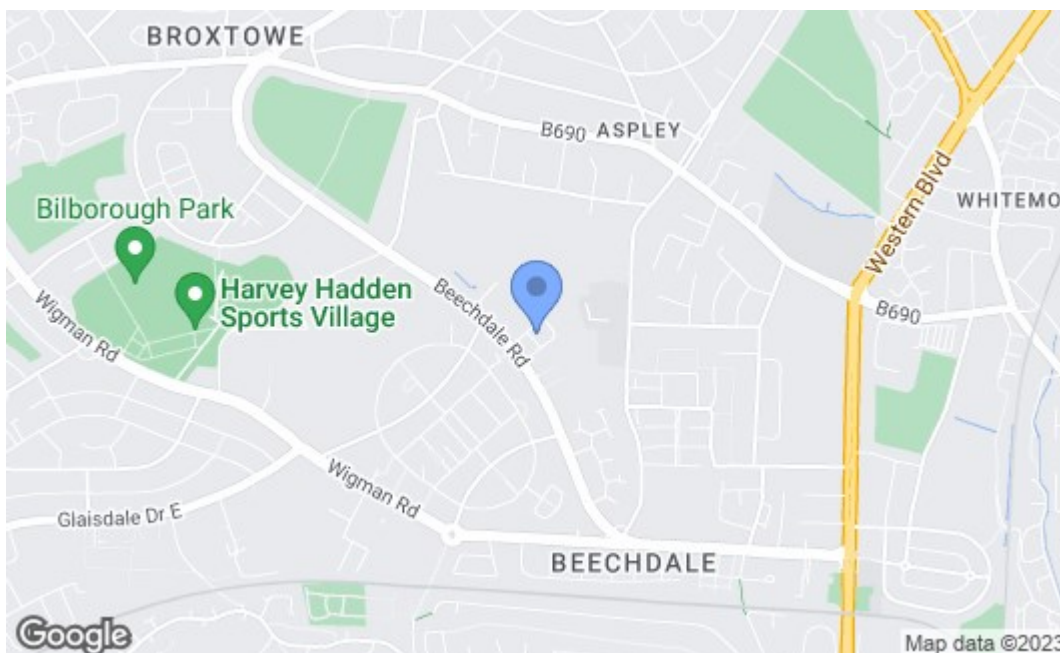 BROXTOWE
B690
ASPLEY
Western Blvd
WHITEMO
Bilborough Park
Harvey Hadden
Sports Village
Beechdale Rd
B690
Wigman Rd
Wigman Rd
Glaisdale Dr E
BEECHDALE
Google
Map data ©2023